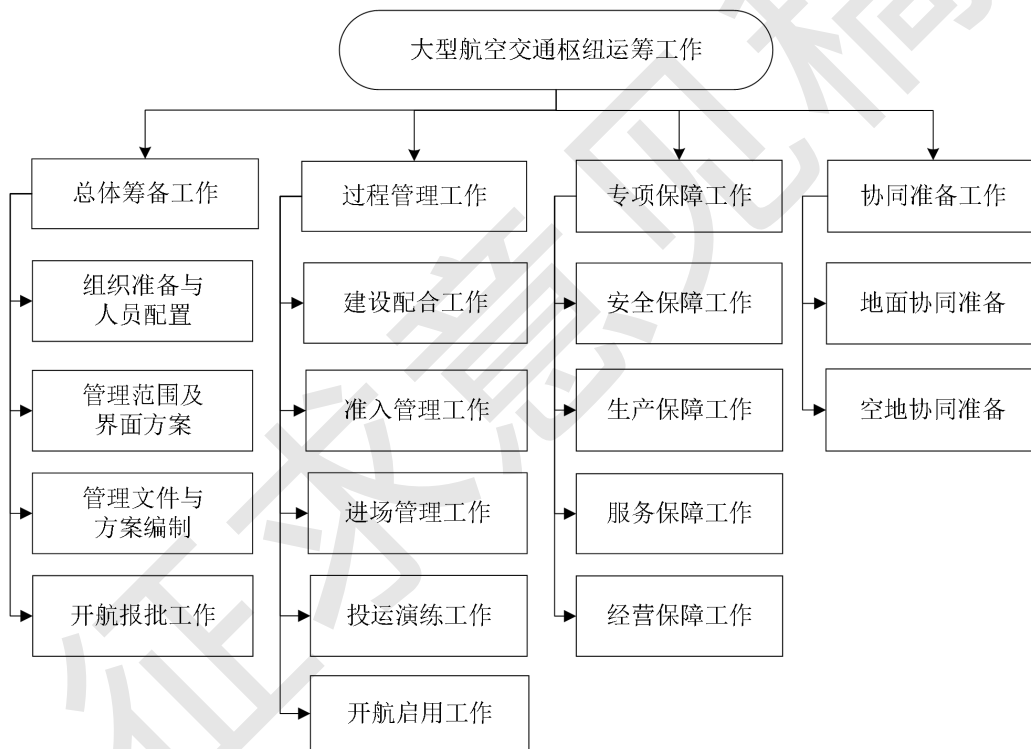 大型航空交通枢纽运筹工作
总体筹备工作
组织准备与
人员配置
管理范围及
界面方案
管理文件与
方案编制
开航报批工作
过程管理工作
建设配合工作
准入管理工作
进场管理工作
投运演练工作
开航启用工作
专项保障工作
安全保障工作
生产保障工作
服务保障工作
经营保障工作
协同准备工作
地面协同准备
空地协同准备
征求意见稿